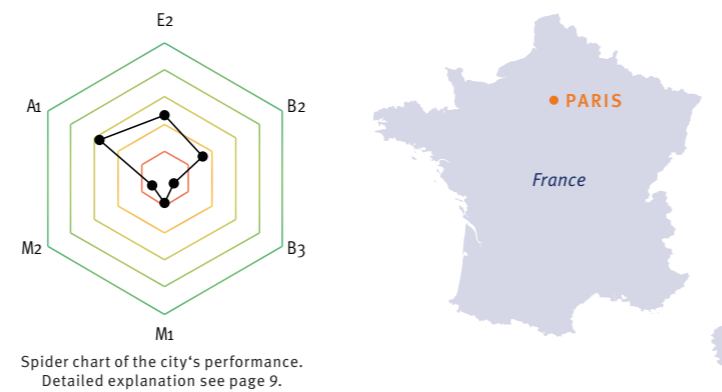 E2
A1
B2
M2
B3
M1
Spider chart of the city‘s performance.
Detailed explanation see page 9.
PARIS
France